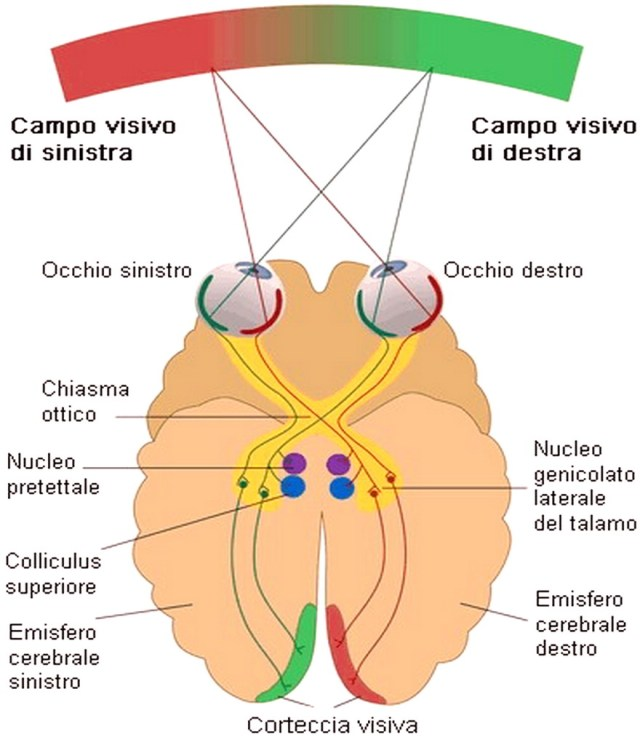 Campo visivo
di sinistra
Campo visivo
di destra
Occhio sinistro
Occhio destro
Chiasma
ottico
Nucleo
pretettale
Nucleo
genicolato
laterale
del talamo
Colliculus
superiore
Emisfero
cerebrale
sinistro
Emisfero
cerebrale
destro
Corteccia visiva